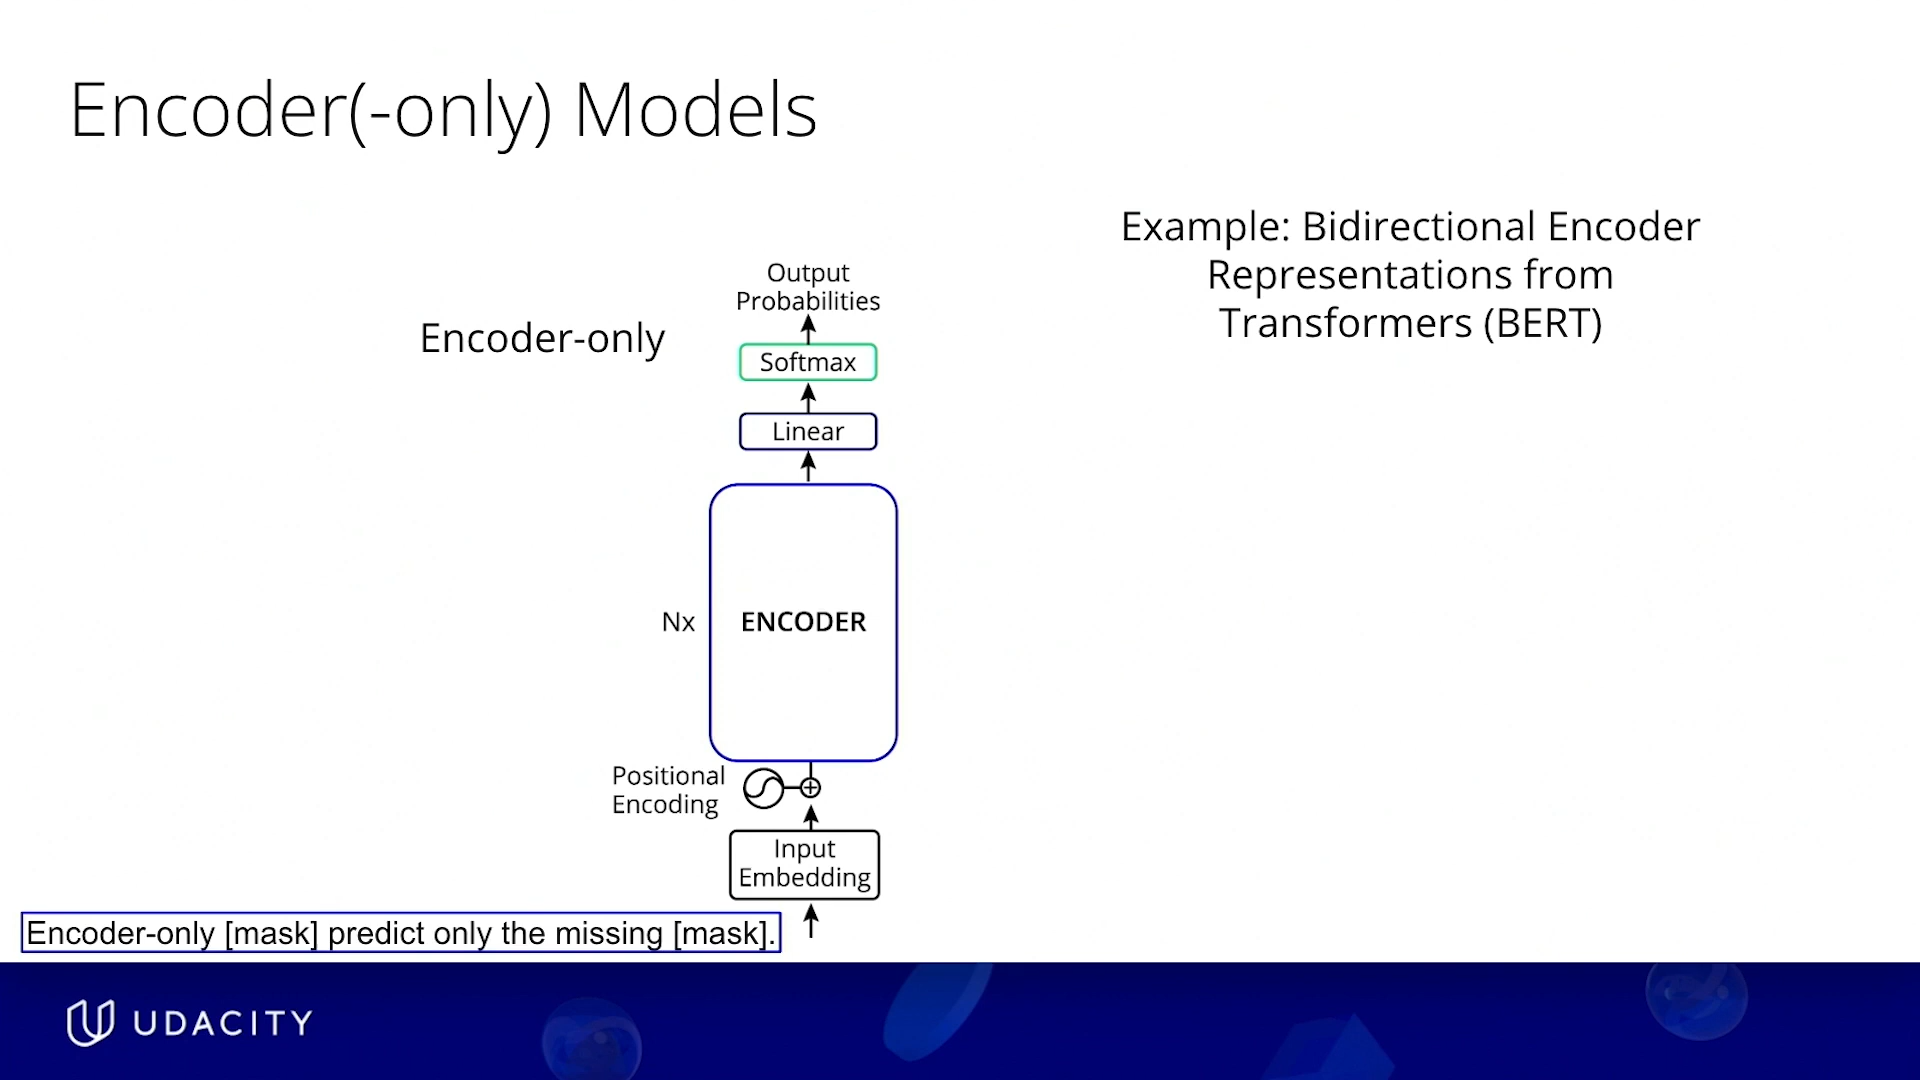 Encoder(-only) Models
Example: Bidirectional Encoder
Representations from
Transformers (BERT)
Encoder-only
Output
Probabilities
Softmax
Linear
Nx
ENCODER
Positional
Encoding
Input
Embedding
Encoder-only [mask] predict only the missing [mask].
UDACITY